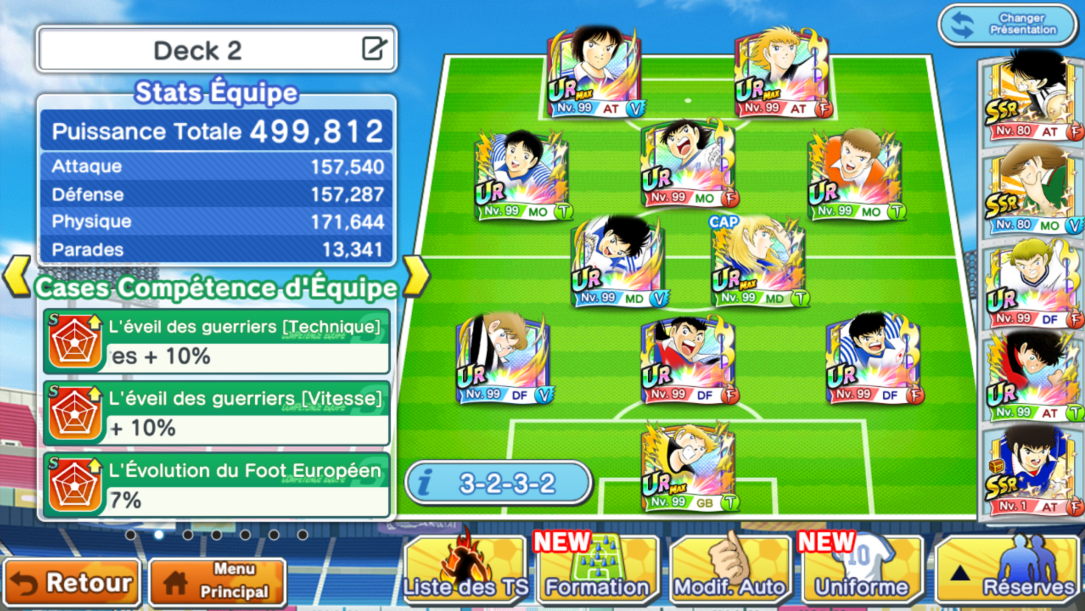 Deck 2
Changer
Présentation
Stats Équipe
Puissance Totale 499,812
Attaque 157,540
Défense 157,287
Physique 171,644
Parades 13,341
Cases Compétence d'Équipe
S L'éveil des guerriers [Technique]
es + 10%
S L'éveil des guerriers [Vitesse]
+ 10%
S L'Évolution du Foot Européen
7%
UR MAX
Nv. 99 AT V
UR MAX
Nv. 99 AT F
UR
Nv. 99 MO T
UR
Nv. 99 MO F
UR
Nv. 99 MO T
UR
Nv. 99 MD V
CAP
UR MAX
Nv. 99 MD T
UR
Nv. 99 DF V
UR
Nv. 99 DF F
UR
Nv. 99 DF F
UR MAX
Nv. 99 GB T
SSR
Nv. 80 AT F
SSR
Nv. 80 MO V
UR
Nv. 99 DF F
UR
Nv. 99 AT T
SSR
Nv. 1 AT F
i 3-2-3-2
Retour
Menu
Principal
Liste des TS
NEW
Formation
Modif. Auto
NEW
10
Uniforme
Réserves